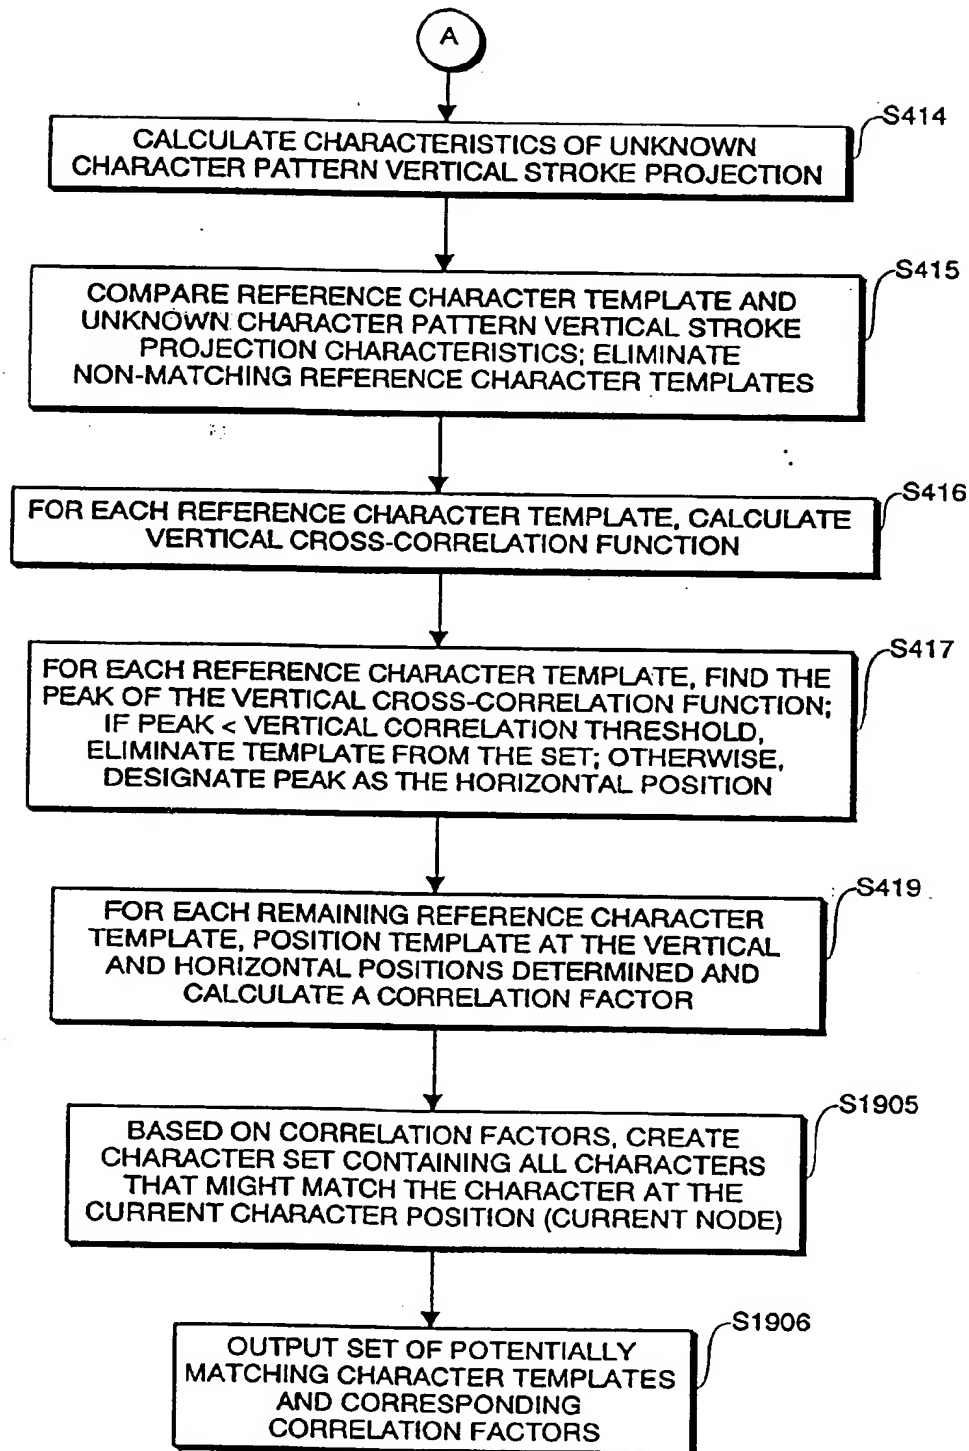 A
S414
CALCULATE CHARACTERISTICS OF UNKNOWN
CHARACTER PATTERN VERTICAL STROKE PROJECTION
S415
COMPARE REFERENCE CHARACTER TEMPLATE AND
UNKNOWN CHARACTER PATTERN VERTICAL STROKE
PROJECTION CHARACTERISTICS; ELIMINATE
NON-MATCHING REFERENCE CHARACTER TEMPLATES
S416
FOR EACH REFERENCE CHARACTER TEMPLATE, CALCULATE
VERTICAL CROSS-CORRELATION FUNCTION
S417
FOR EACH REFERENCE CHARACTER TEMPLATE, FIND THE
PEAK OF THE VERTICAL CROSS-CORRELATION FUNCTION;
IF PEAK < VERTICAL CORRELATION THRESHOLD,
ELIMINATE TEMPLATE FROM THE SET; OTHERWISE,
DESIGNATE PEAK AS THE HORIZONTAL POSITION
S419
FOR EACH REMAINING REFERENCE CHARACTER
TEMPLATE, POSITION TEMPLATE AT THE VERTICAL
AND HORIZONTAL POSITIONS DETERMINED AND
CALCULATE A CORRELATION FACTOR
S1905
BASED ON CORRELATION FACTORS, CREATE
CHARACTER SET CONTAINING ALL CHARACTERS
THAT MIGHT MATCH THE CHARACTER AT THE
CURRENT CHARACTER POSITION (CURRENT NODE)
S1906
OUTPUT SET OF POTENTIALLY
MATCHING CHARACTER TEMPLATES
AND CORRESPONDING
CORRELATION FACTORS